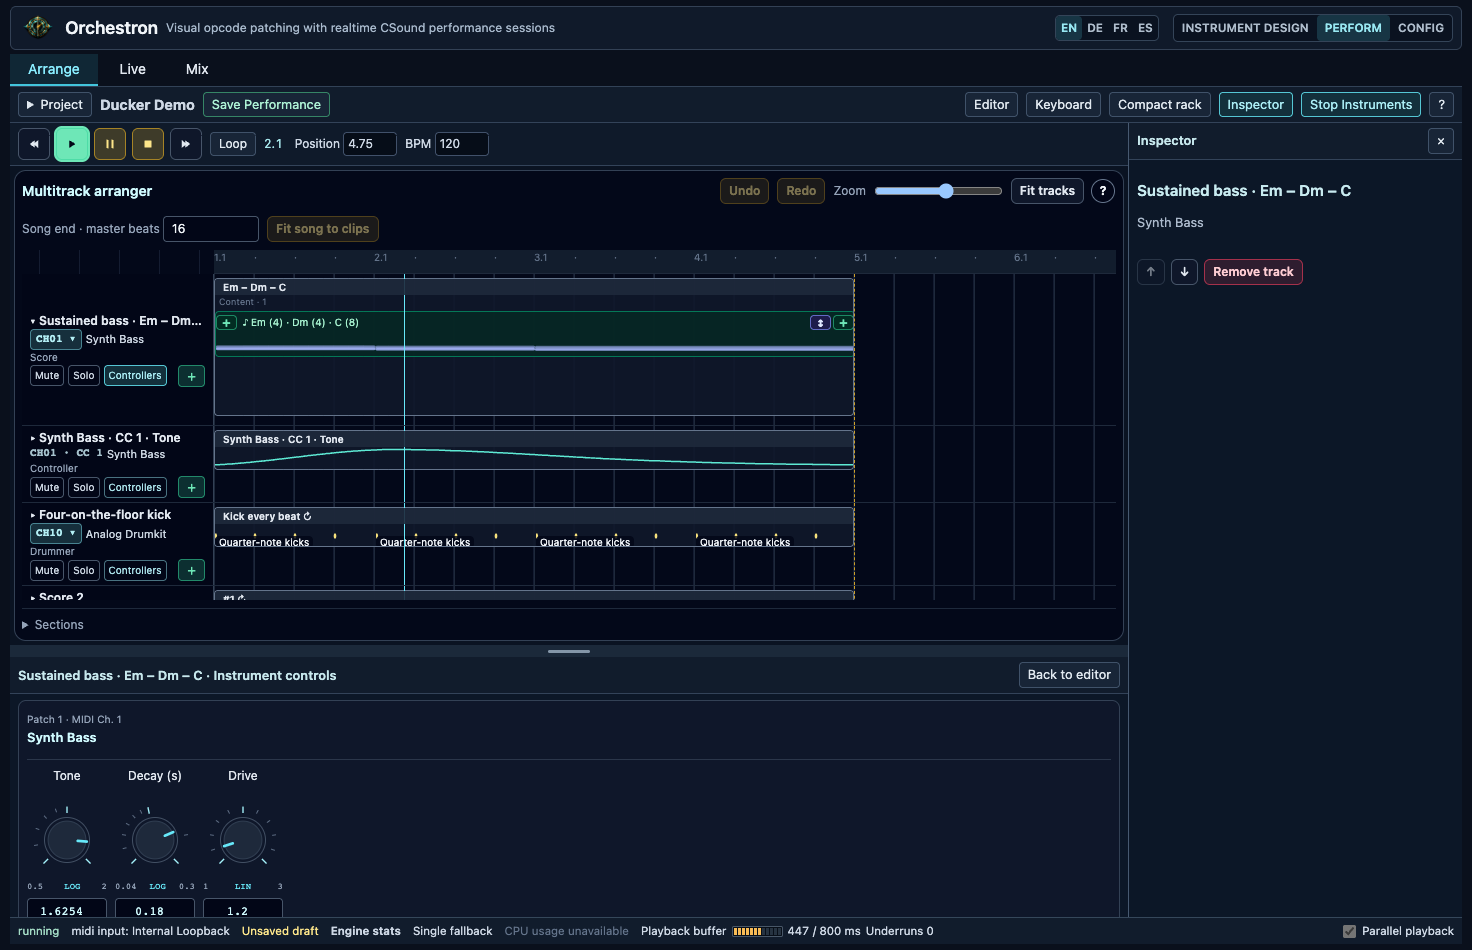 Orchestron Visual opcode patching with realtime CSound performance sessions EN DE FR ES INSTRUMENT DESIGN PERFORM CONFIG
Arrange Live Mix
Project Ducker Demo Save Performance Editor Keyboard Compact rack Inspector Stop Instruments ?
Loop 2.1 Position 4.75 BPM 120
Inspector ×
Multitrack arranger Undo Redo Zoom Fit tracks ?
Sustained bass · Em – Dm – C
Synth Bass
Song end · master beats 16 Fit song to clips
Remove track
1.1 2.1 3.1 4.1 5.1 6.1
Em – Dm – C
Content · 1
Sustained bass · Em – Dm...
+ ♪ Em (4) · Dm (4) · C (8) +
CH01 Synth Bass
Score
Mute Solo Controllers +
Synth Bass · CC 1 · Tone
CH01 · CC 1 Synth Bass
Controller
Mute Solo Controllers +
Synth Bass · CC 1 · Tone
Four-on-the-floor kick
CH10 Analog Drumkit
Drummer
Mute Solo Controllers +
Kick every beat ↻
Quarter-note kicks Quarter-note kicks Quarter-note kicks Quarter-note kicks
Score 2
#1 ↻
Sections
Sustained bass · Em – Dm – C · Instrument controls Back to editor
Patch 1 · MIDI Ch. 1
Synth Bass
Tone Decay (s) Drive
0.5 LOG 2 0.04 LOG 0.3 1 LIN 3
1.6254 0.18 1.2
running midi input: Internal Loopback Unsaved draft Engine stats Single fallback CPU usage unavailable Playback buffer 447 / 800 ms Underruns 0 Parallel playback